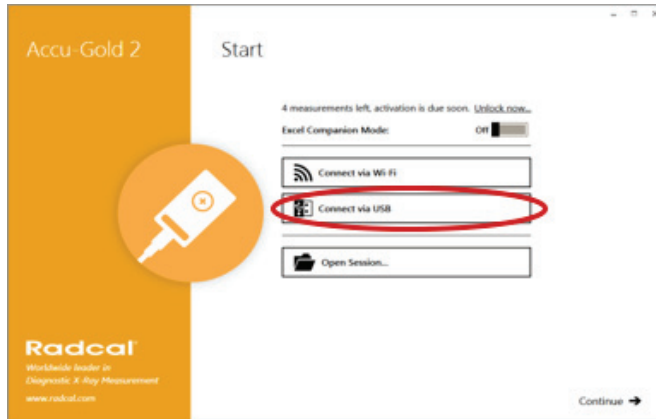 Accu-Gold 2
Start
4 measurements left, activation is due soon. Unlock now...
Excel Companion Mode: Off
Connect via Wi-Fi
Connect via USB
Open Session...
Radcal
Worldwide leader in
Diagnostic X-Ray Measurement
www.radcal.com
Continue